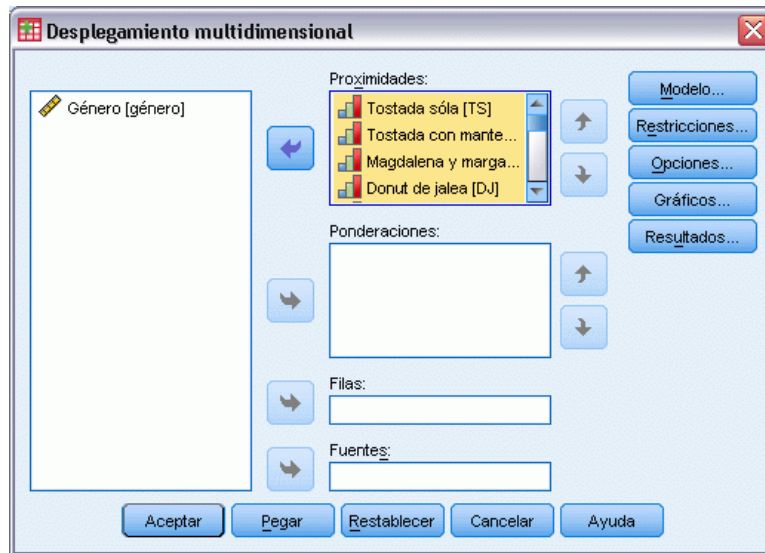 Desplegamiento multidimensional
Género [género]
Proximidades:
Tostada sóla [TS]
Tostada con mante...
Magdalena y marga...
Donut de jalea [DJ]
Ponderaciones:
Filas:
Fuentes:
Modelo...
Restricciones...
Opciones...
Gráficos...
Resultados...
Aceptar
Pegar
Restablecer
Cancelar
Ayuda